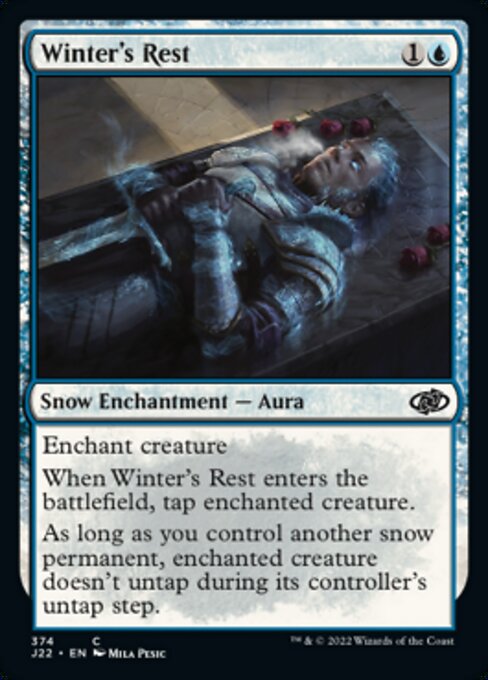 Winter's Rest 1
Snow Enchantment — Aura
Enchant creature
When Winter's Rest enters the
battlefield, tap enchanted creature.
As long as you control another snow
permanent, enchanted creature
doesn't untap during its controller's
untap step.
374 C
J22 • EN Mila Pesic
™ & © 2022 Wizards of the Coast